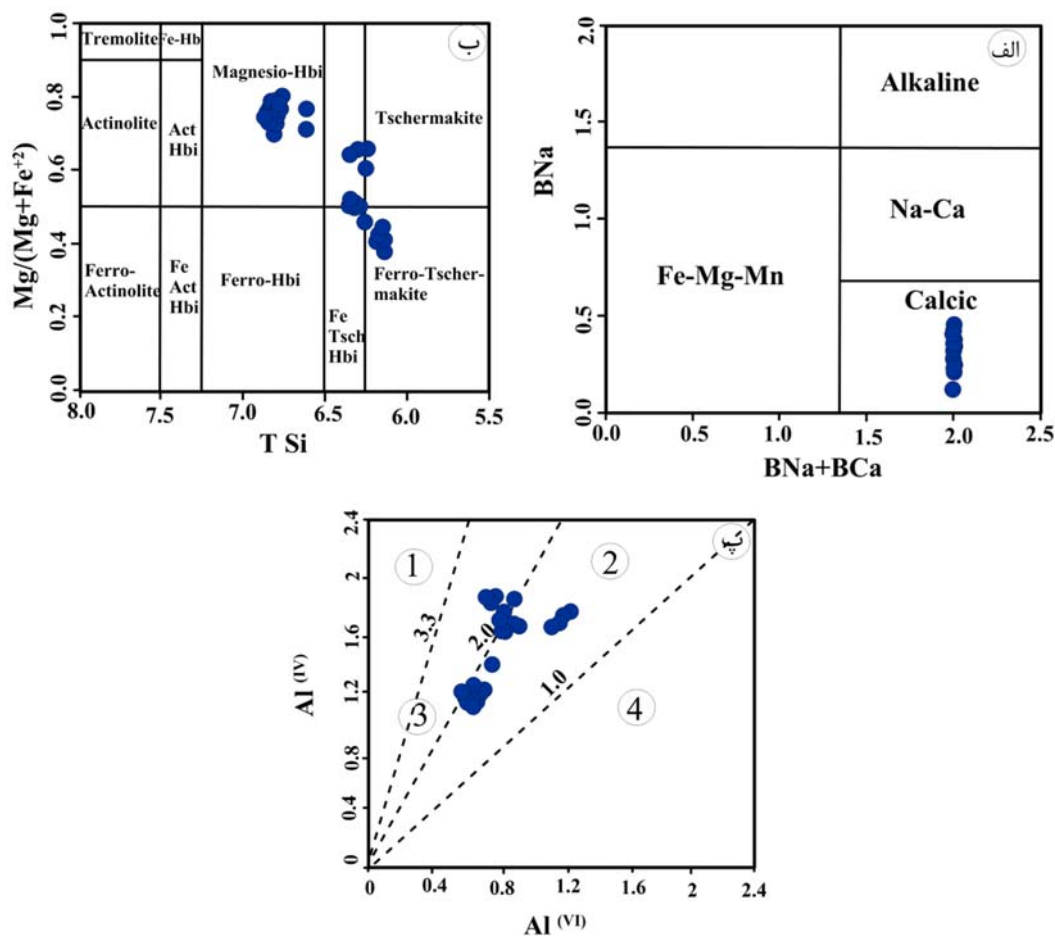 ب
1.0
0.8
0.6
0.4
0.2
0.0
Mg/(Mg+Fe+2)
Tremolite
Fe-Hb
Magnesio-Hbi
Tschermakite
Actinolite
Act
Hbi
Ferro-
Actinolite
Fe
Act
Hbi
Ferro-Hbi
Fe
Tsch
Hbi
Ferro-Tscher-
makite
8.0 7.5 7.0 6.5 6.0 5.5
T Si
الف
2.0
1.5
1.0
0.5
0.0
BNa
Alkaline
Na-Ca
Fe-Mg-Mn
Calcic
0.0 0.5 1.0 1.5 2.0 2.5
BNa+BCa
پ
2.4
2
1.6
1.2
0.8
0.4
0
Al (IV)
1
2
3.3
2.0
1.0
3
4
0 0.4 0.8 1.2 1.6 2 2.4
Al (VI)